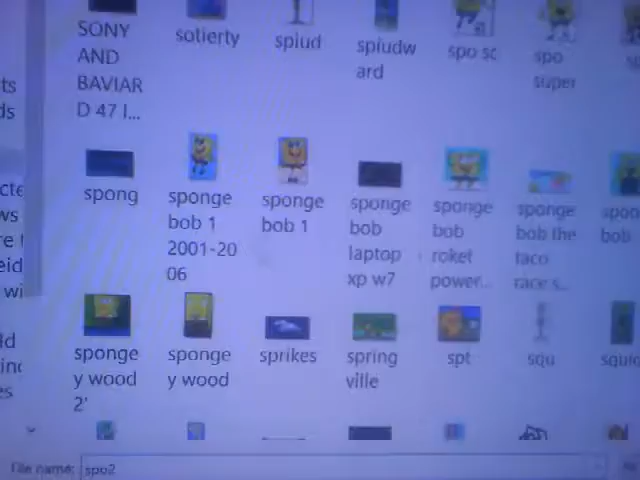 SONY
AND
BAVIAR
D 47 l...
sotierty
spiud
spiudw
ard
spo sc
spo
super
spong
sponge
bob 1
2001-20
06
sponge
bob 1
sponge
bob
laptop
xp w7
sponge
bob
roket
power...
sponge
bob the
taco
race s...
bob
sponge
y wood
2'
sponge
y wood
sprikes
spring
ville
spt
squ
File name: spo2